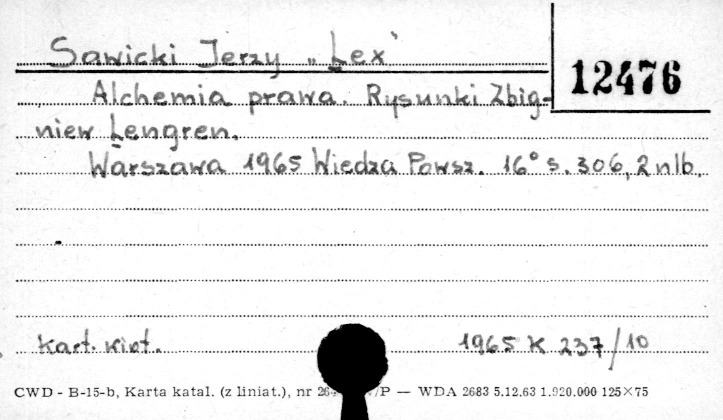 Sawicki Jerzy „Lex"
12476
Alchemia prawa. Rysunki Zbig-
niew Lengren.
Warszawa 1965 Wiedza Powsz. 16° s. 306, 2 nlb.
Kart. 1965 K 237/10
CWD - B-15-b, Karta katal. (z liniat.), nr /P — WDA 2683 5.12.63 1.920.000 125×75